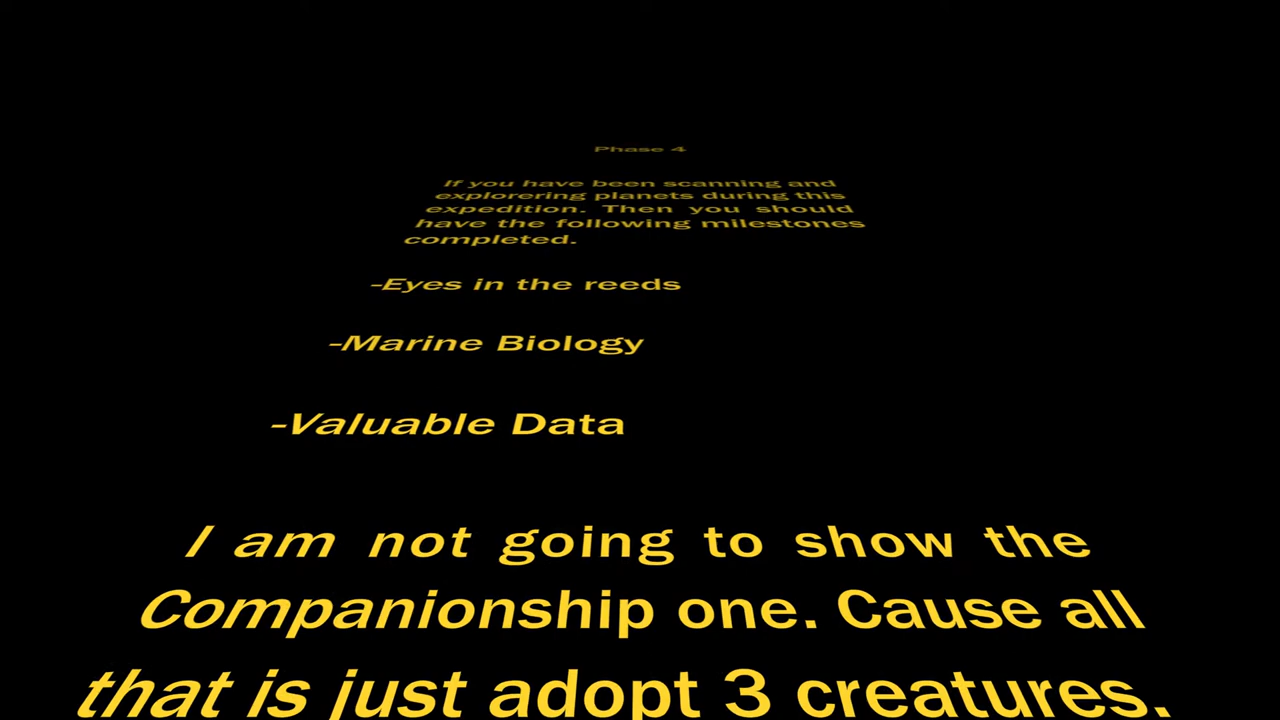 Phase 4
If you have been scanning and
explorering planets during this
expedition. Then you should
have the following milestones
completed.
-Eyes in the reeds
-Marine Biology
-Valuable Data
I am not going to show the
Companionship one. Cause all
that is just adopt 3 creatures.